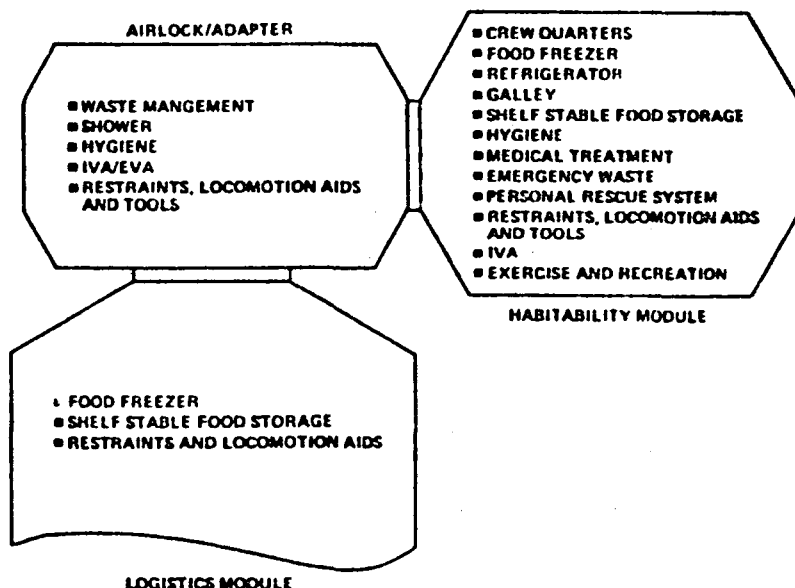 AIRLOCK/ADAPTER
■ WASTE MANGEMENT
■ SHOWER
■ HYGIENE
■ IVA/EVA
■ RESTRAINTS, LOCOMOTION AIDS
AND TOOLS
■ CREW QUARTERS
■ FOOD FREEZER
■ REFRIGERATOR
■ GALLEY
■ SHELF STABLE FOOD STORAGE
■ HYGIENE
■ MEDICAL TREATMENT
■ EMERGENCY WASTE
■ PERSONAL RESCUE SYSTEM
■ RESTRAINTS, LOCOMOTION AIDS
AND TOOLS
■ IVA
■ EXERCISE AND RECREATION
HABITABILITY MODULE
■ FOOD FREEZER
■ SHELF STABLE FOOD STORAGE
■ RESTRAINTS AND LOCOMOTION AIDS
LOGISTICS MODULE